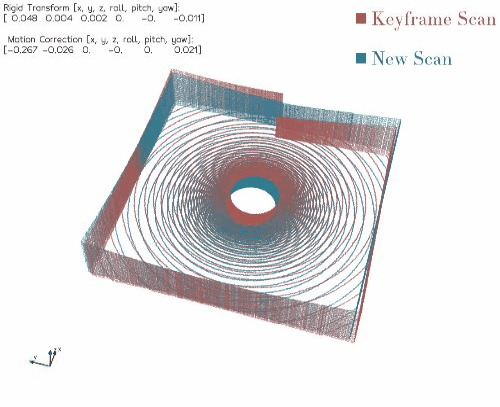 Rigid Transform [x, y, z, roll, pitch, yaw]:
[ 0.048 0.004 0.002 0. -0. -0.011]
Keyframe Scan
Motion Correction [x, y, z, roll, pitch, yaw]:
[-0.267 -0.026 0. -0. 0. 0.021]
New Scan